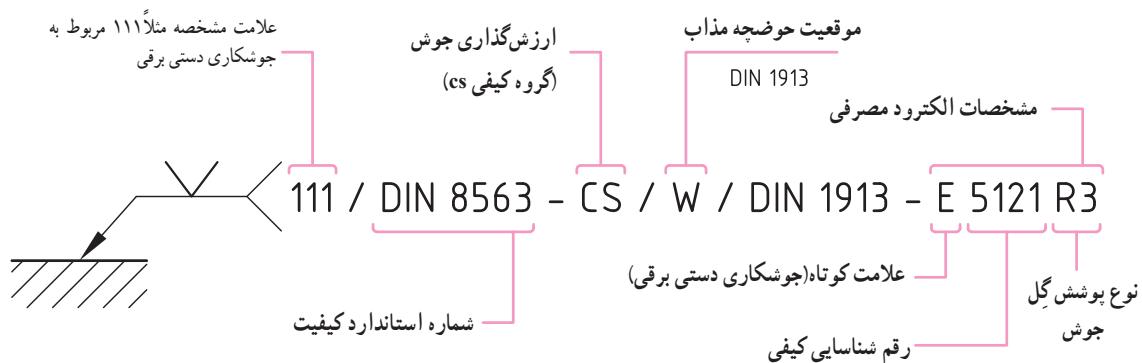 علامت مشخصه مثلاً ۱۱۱ مربوط به
جوشکاری دستی برقی
ارزش‌گذاری جوش
(گروه کیفی cs)
موقعیت حوضچه مذاب
DIN 1913
مشخصات الکترود مصرفی
111 / DIN 8563 – CS / W / DIN 1913 – E 5121 R3
علامت کوتاه(جوشکاری دستی برقی)
نوع پوشش گِل
جوش
شماره استاندارد کیفیت
رقم شناسایی کیفی